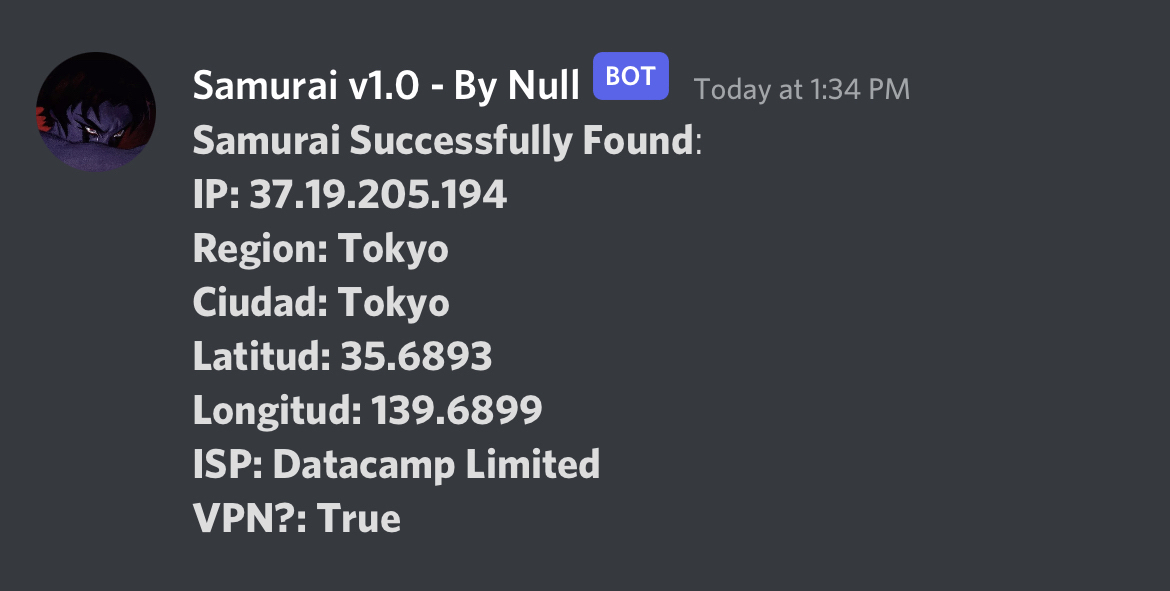 Samurai v1.0 - By Null BOT Today at 1:34 PM
Samurai Successfully Found:
IP: 37.19.205.194
Region: Tokyo
Ciudad: Tokyo
Latitud: 35.6893
Longitud: 139.6899
ISP: Datacamp Limited
VPN?: True